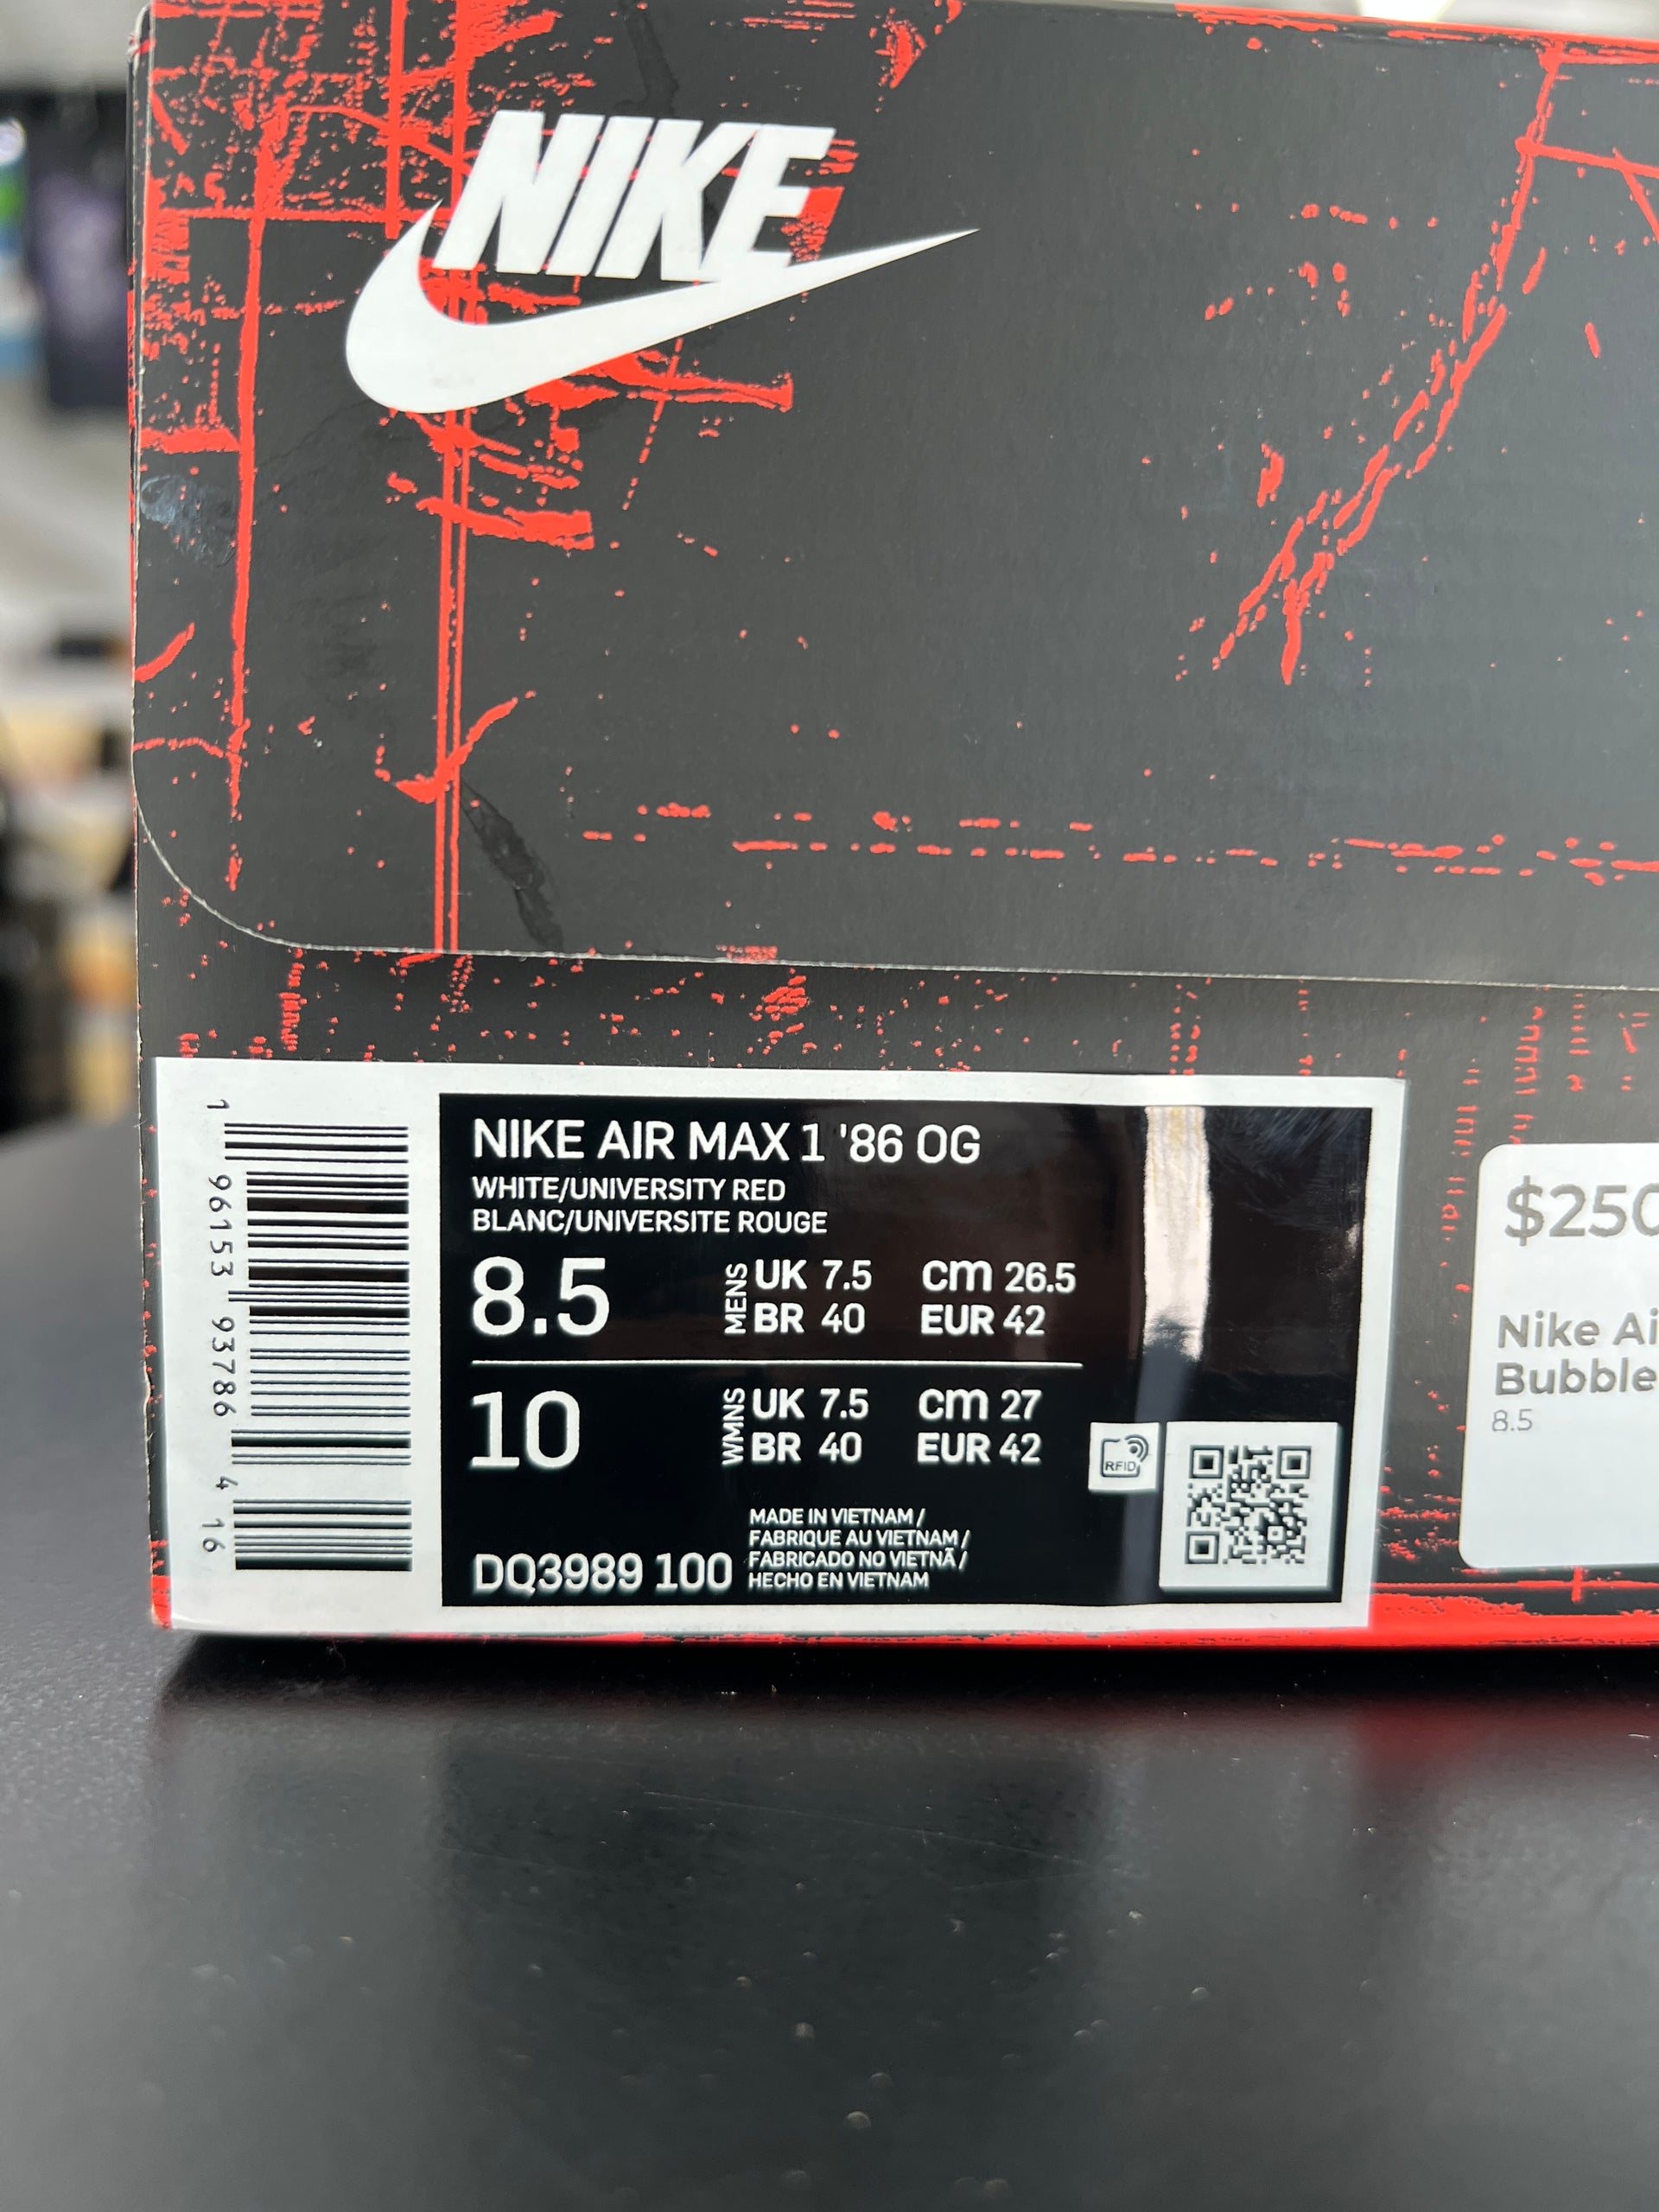 NIKE
NIKE AIR MAX 1 '86 OG
WHITE/UNIVERSITY RED
BLANC/UNIVERSITE ROUGE
8.5
MENS
UK 7.5 cm 26.5
BR 40 EUR 42
10
WMNS
UK 7.5 cm 27
BR 40 EUR 42
RFID
DQ3989 100
MADE IN VIETNAM /
FABRIQUE AU VIETNAM /
FABRICADO NO VIETNÃ /
HECHO EN VIETNAM
1 96153 93786 4 16
$250
Nike Ai
Bubble
8.5